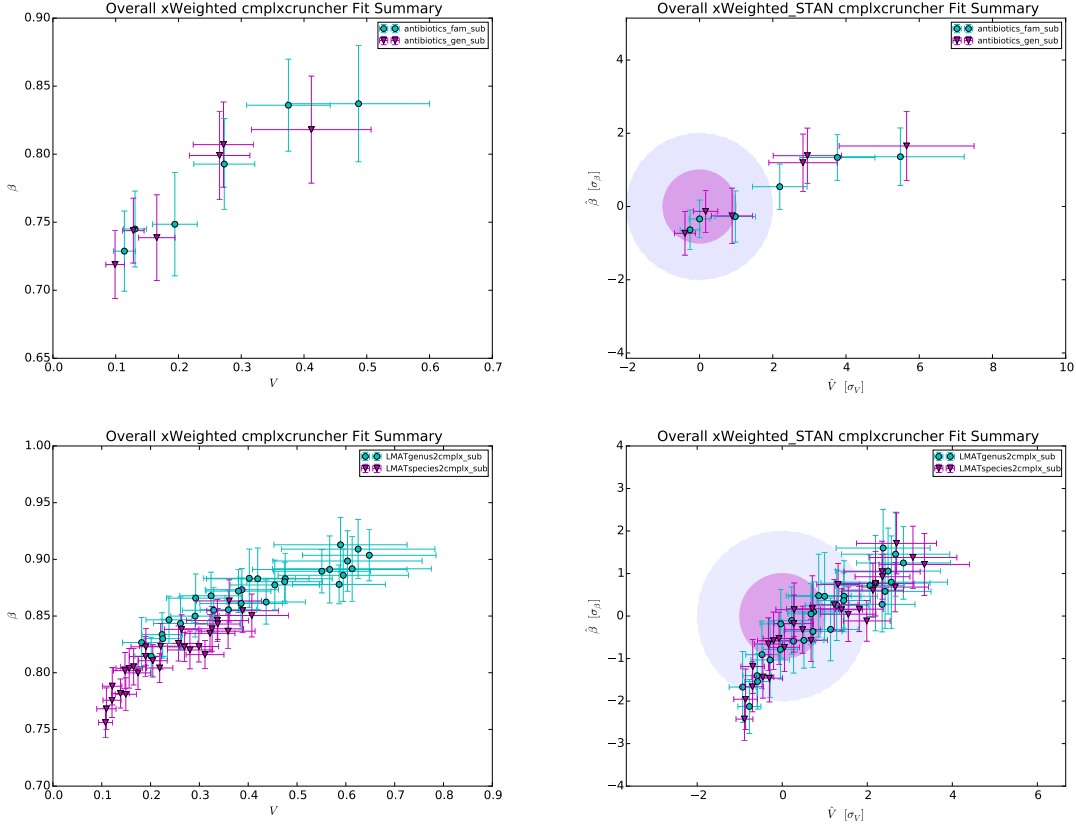 Overall xWeighted cmplxcruncher Fit Summary
0.90
0.85
0.80
0.75
0.70
0.65
β
0.0 0.1 0.2 0.3 0.4 0.5 0.6 0.7
V
antibiotics_fam_sub
antibiotics_gen_sub
Overall xWeighted_STAN cmplxcruncher Fit Summary
4
2
0
−2
−4
β̂ [σβ]
−2 0 2 4 6 8 10
V̂ [σV]
antibiotics_fam_sub
antibiotics_gen_sub
Overall xWeighted cmplxcruncher Fit Summary
1.00
0.95
0.90
0.85
0.80
0.75
0.70
β
0.0 0.1 0.2 0.3 0.4 0.5 0.6 0.7 0.8 0.9
V
LMATgenus2cmplx_sub
LMATspecies2cmplx_sub
Overall xWeighted_STAN cmplxcruncher Fit Summary
4
3
2
1
0
−1
−2
−3
−4
β̂ [σβ]
−2 0 2 4 6
V̂ [σV]
LMATgenus2cmplx_sub
LMATspecies2cmplx_sub